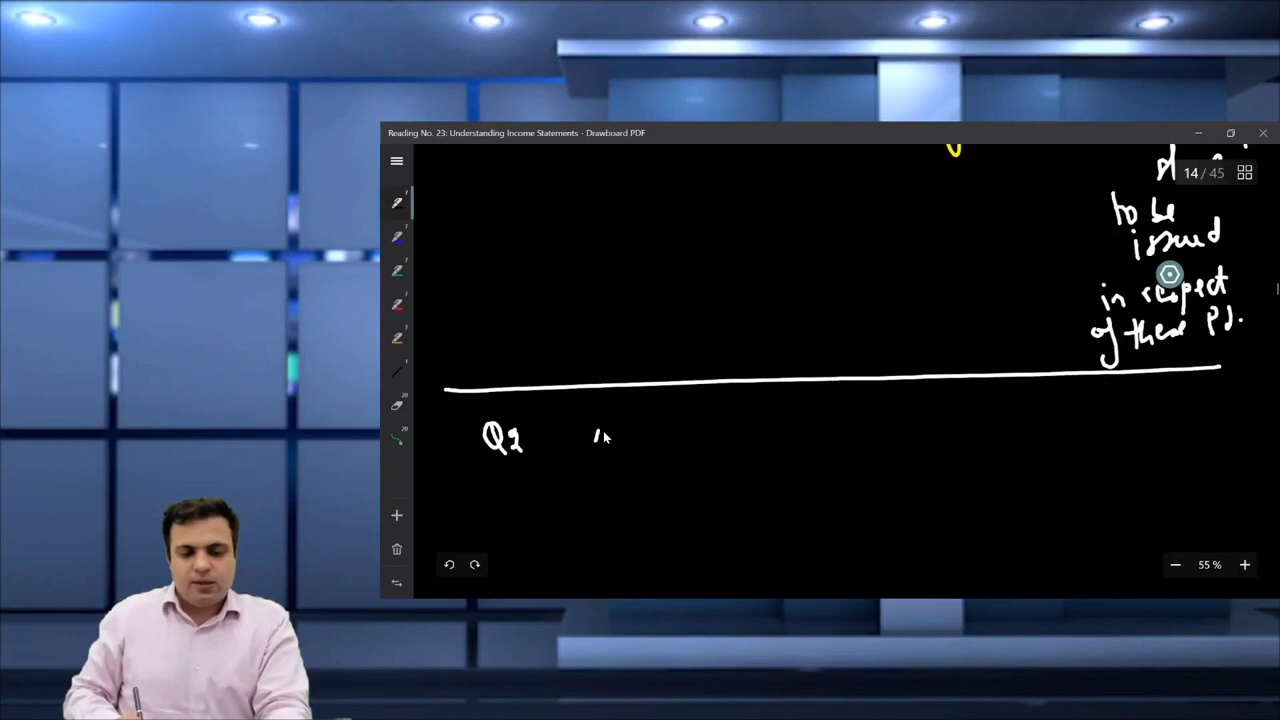 Reading No. 23: Understanding Income Statements - Drawboard PDF
14 / 45
to be
issued
in respect
of these Pd.
Q2
55 %